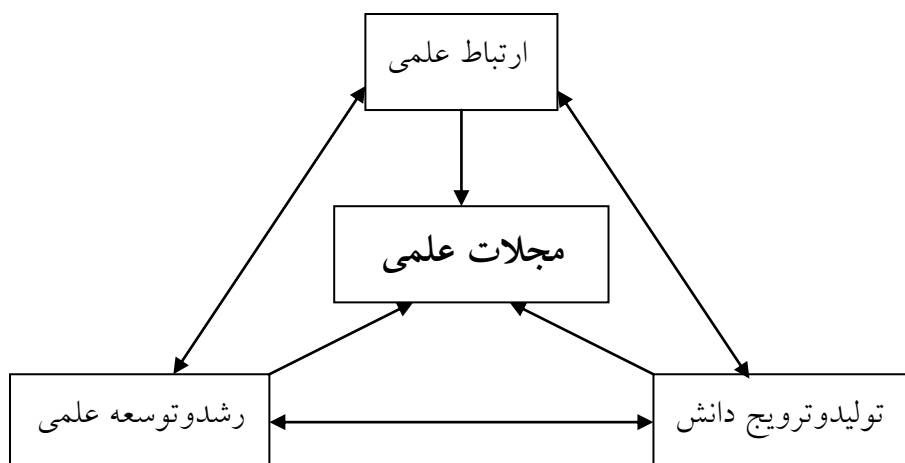 ارتباط علمی
مجلات علمی
تولیدوترویج دانش
رشدوتوسعه علمی